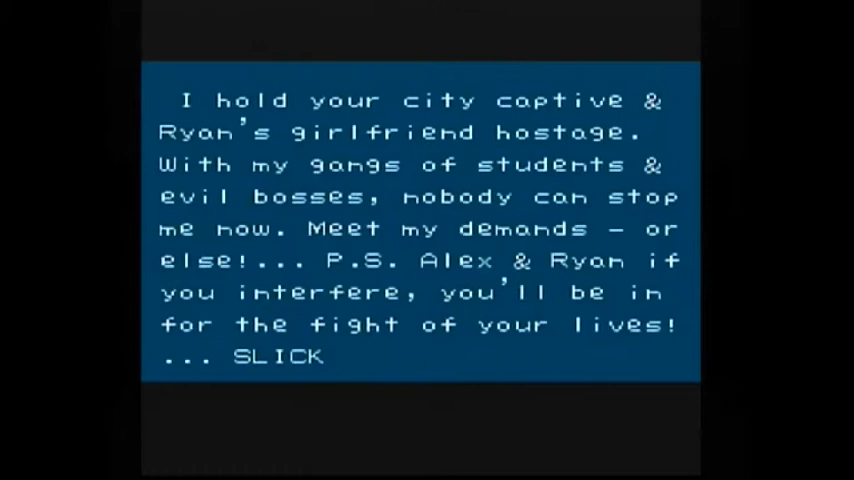 I hold your city captive &
Ryan's girlfriend hostage.
With my gangs of students &
evil bosses, nobody can stop
me now. Meet my demands - or
else!... P.S. Alex & Ryan if
you interfere, you'll be in
for the fight of your lives!
... SLICK